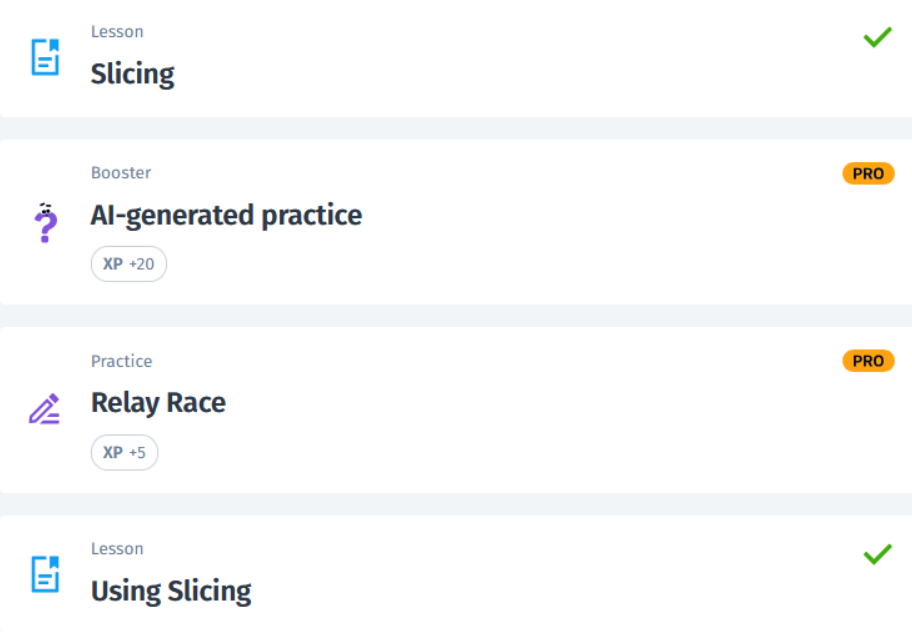 Lesson
Slicing
Booster
PRO
AI-generated practice
XP +20
Practice
PRO
Relay Race
XP +5
Lesson
Using Slicing